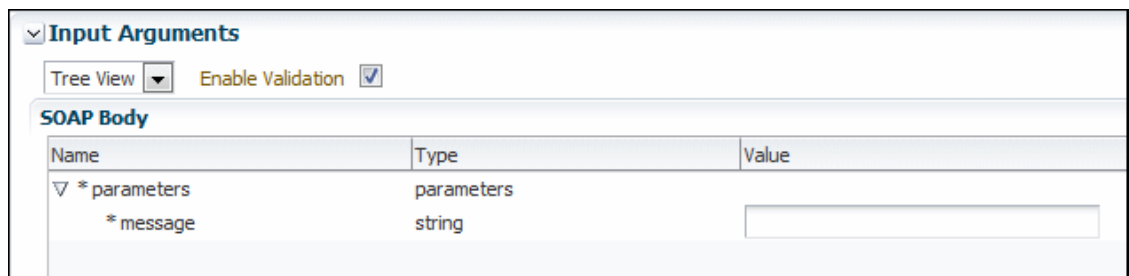 Input Arguments
Tree View Enable Validation
SOAP Body
Name Type Value
* parameters parameters
* message string